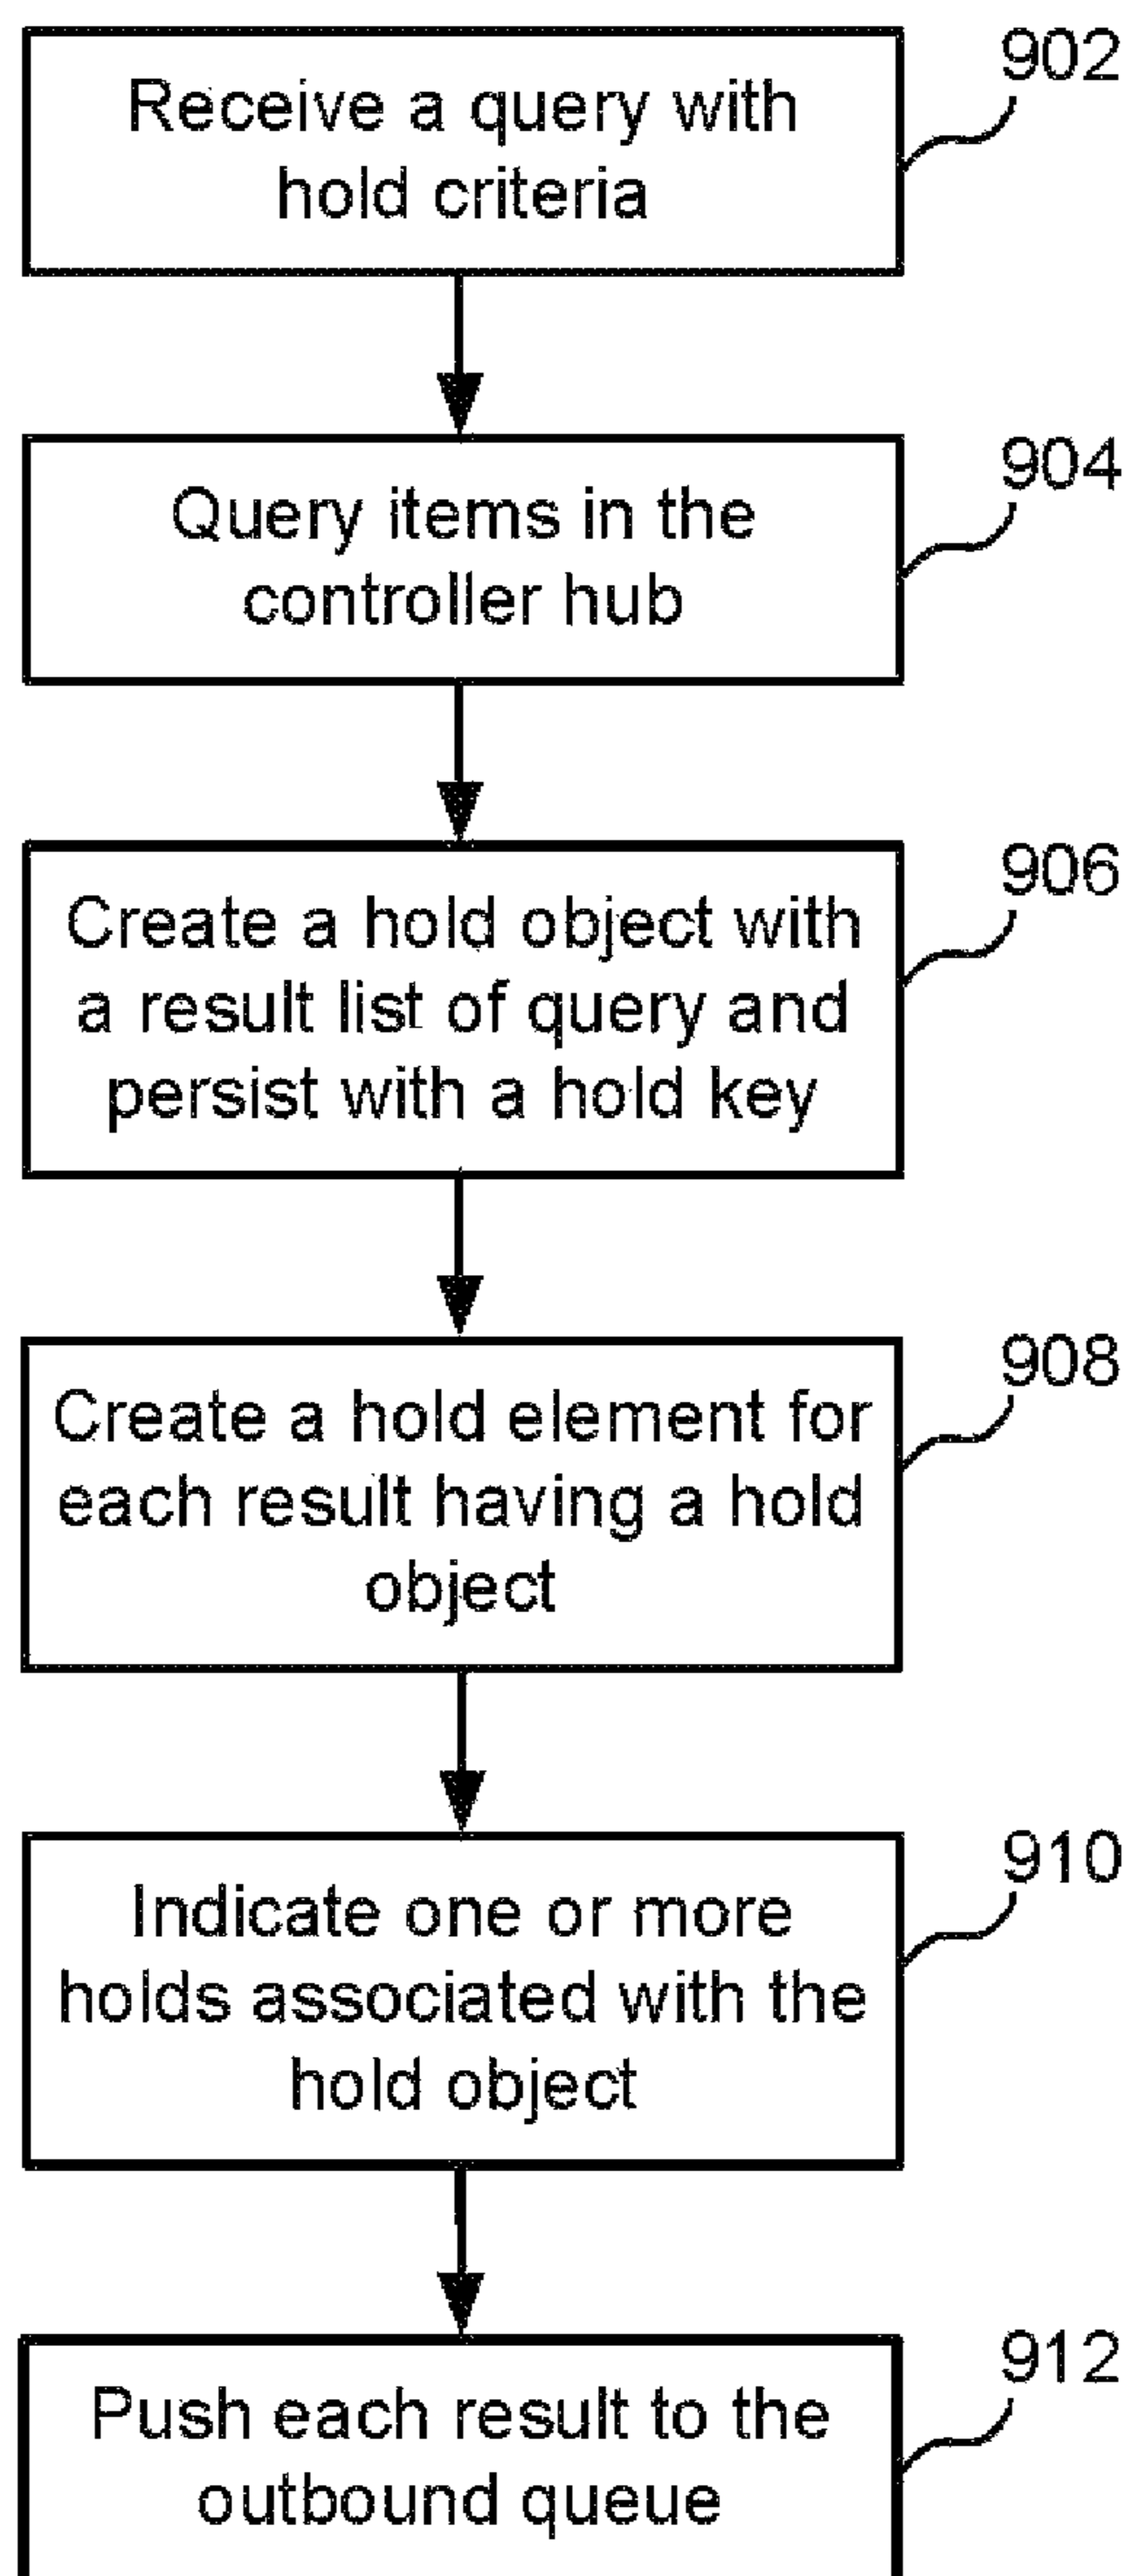 902
Receive a query with
hold criteria
904
Query items in the
controller hub
906
Create a hold object with
a result list of query and
persist with a hold key
908
Create a hold element for
each result having a hold
object
910
Indicate one or more
holds associated with the
hold object
912
Push each result to the
outbound queue